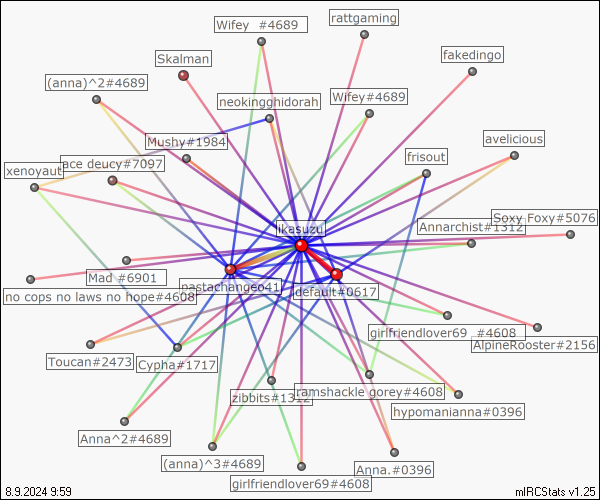 Wifey  #4689
rattgaming
Skalman
fakedingo
(anna)^2#4689
neokingghidorah
Wifey#4689
Mushy#1984
avelicious
xenoyaut
ace deucy#7097
frisout
Soxy Foxy#5076
ikasuzu
Annarchist#1312
Mad #6901
pastachangeo41
default#0617
no cops no laws no hope#4608
girlfriendlover69  .#4608
AlpineRooster#2156
Toucan#2473
Cypha#1717
zibbits#1312
ramshackle gorey#4608
hypomanianna#0396
Anna^2#4689
(anna)^3#4689
Anna.#0396
girlfriendlover69#4608
8.9.2024 9:59
mIRCStats v1.25